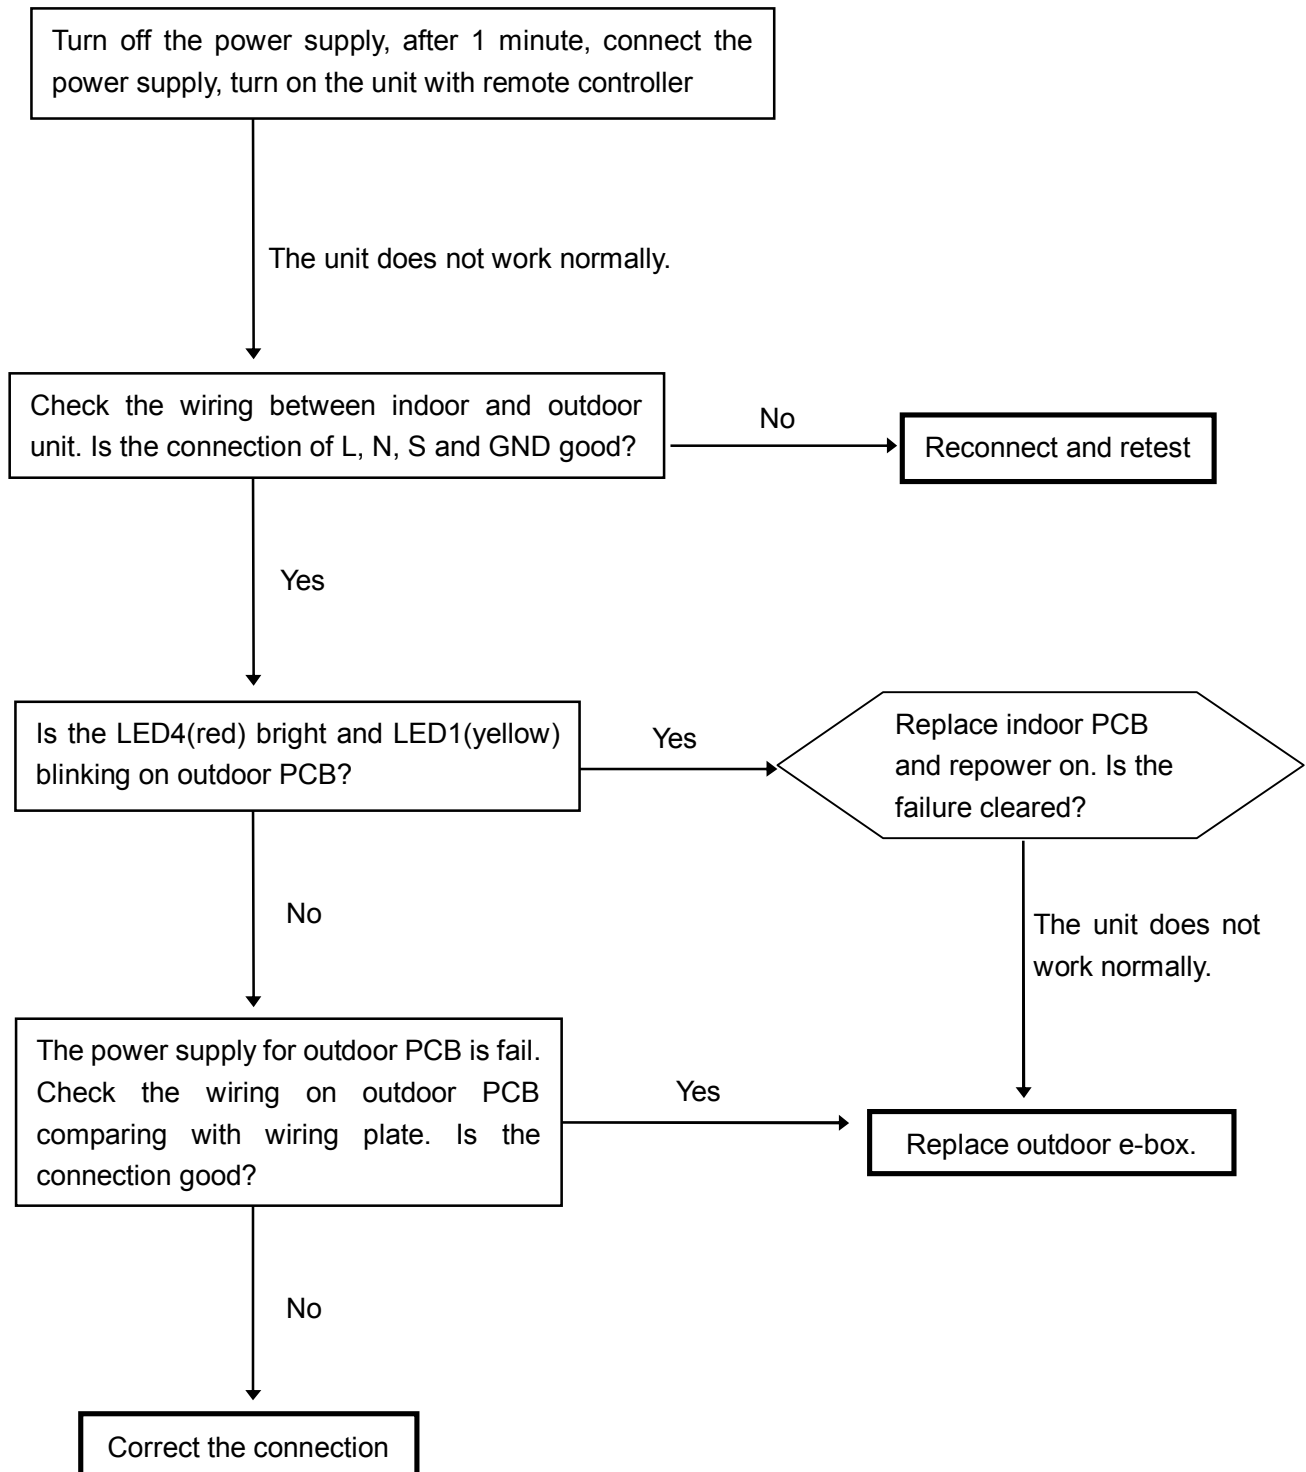 Turn off the power supply, after 1 minute, connect the
power supply, turn on the unit with remote controller
The unit does not work normally.
Check the wiring between indoor and outdoor
unit. Is the connection of L, N, S and GND good?
No
Reconnect and retest
Yes
Is the LED4(red) bright and LED1(yellow)
blinking on outdoor PCB?
Yes
Replace indoor PCB
and repower on. Is the
failure cleared?
No
The unit does not
work normally.
The power supply for outdoor PCB is fail.
Check the wiring on outdoor PCB
comparing with wiring plate. Is the
connection good?
Yes
Replace outdoor e-box.
No
Correct the connection